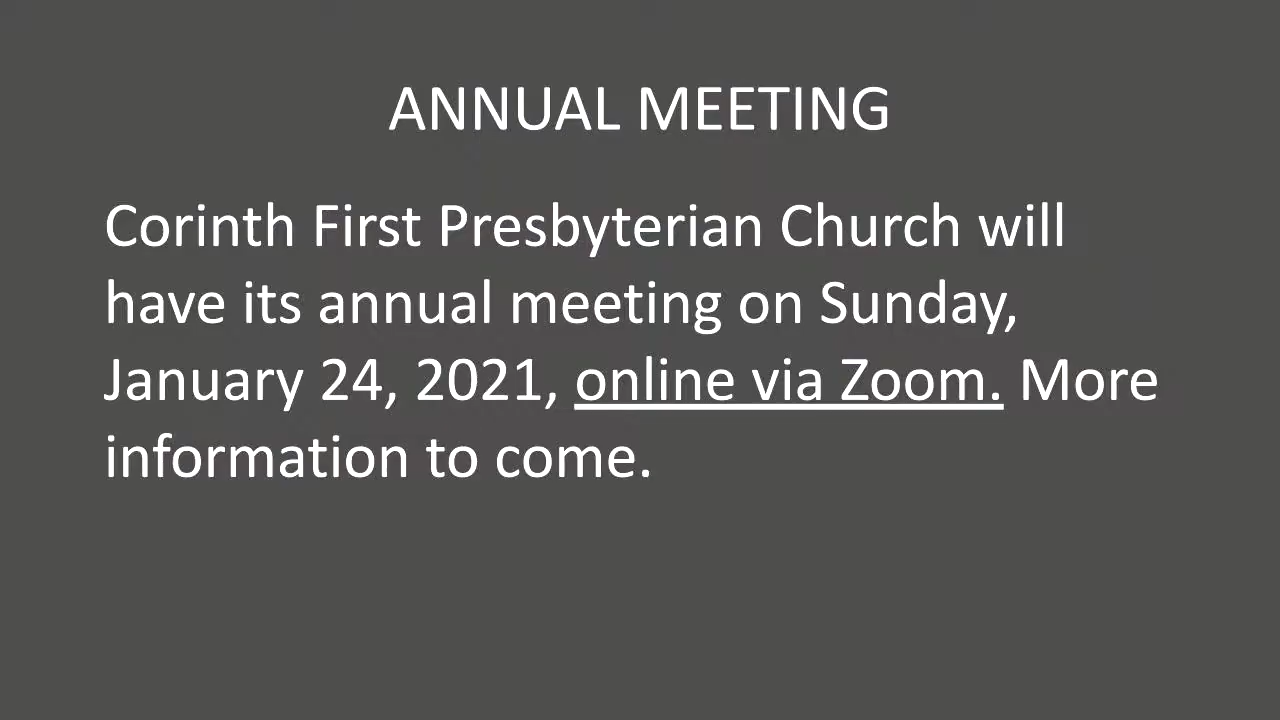 ANNUAL MEETING
Corinth First Presbyterian Church will
have its annual meeting on Sunday,
January 24, 2021, online via Zoom. More
information to come.